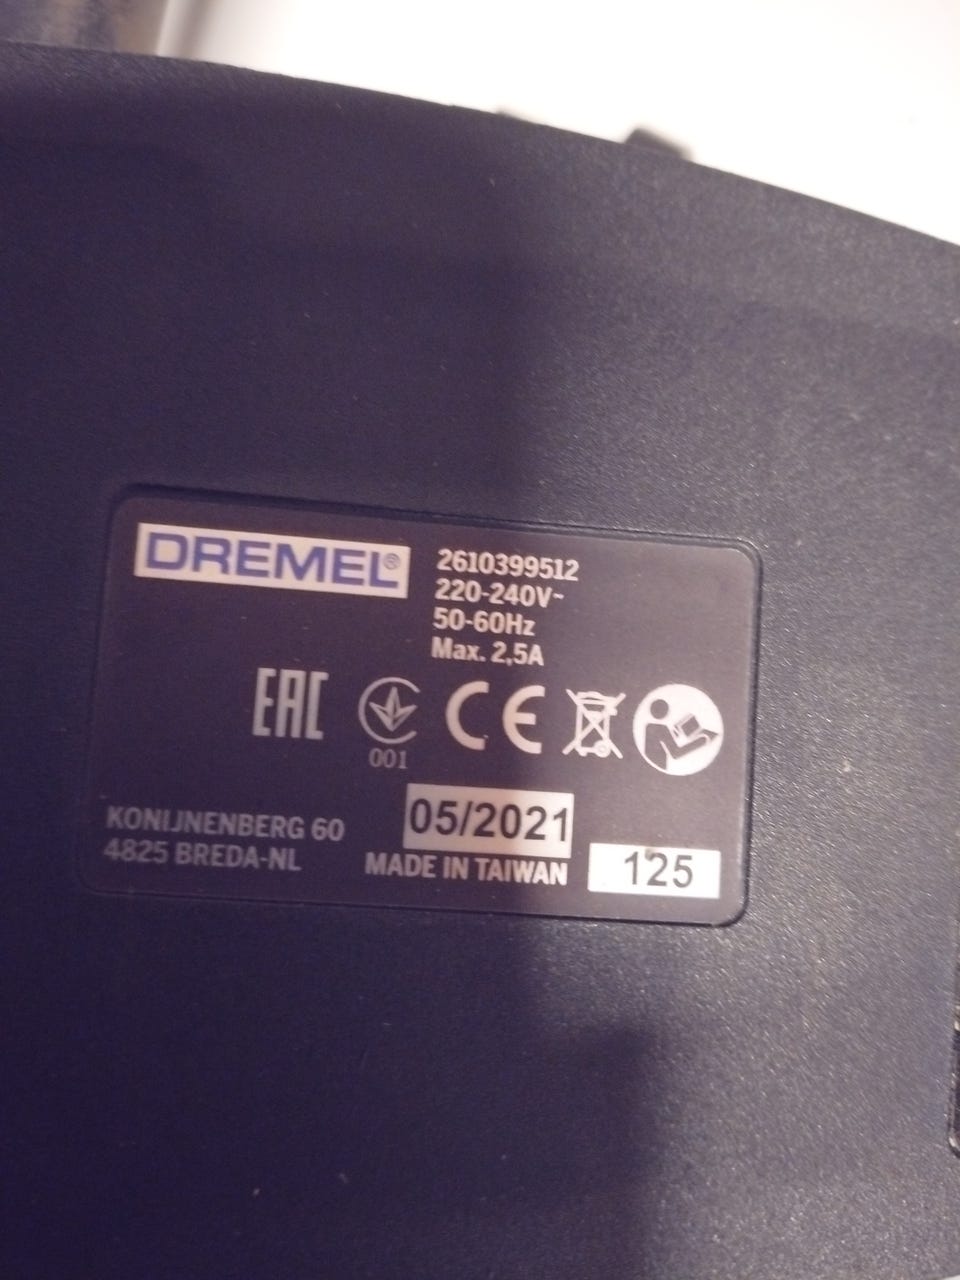 DREMEL®
2610399512
220-240V~
50-60Hz
Max. 2,5A
EAC
001
CE
KONIJNENBERG 60
4825 BREDA-NL
05/2021
MADE IN TAIWAN
125